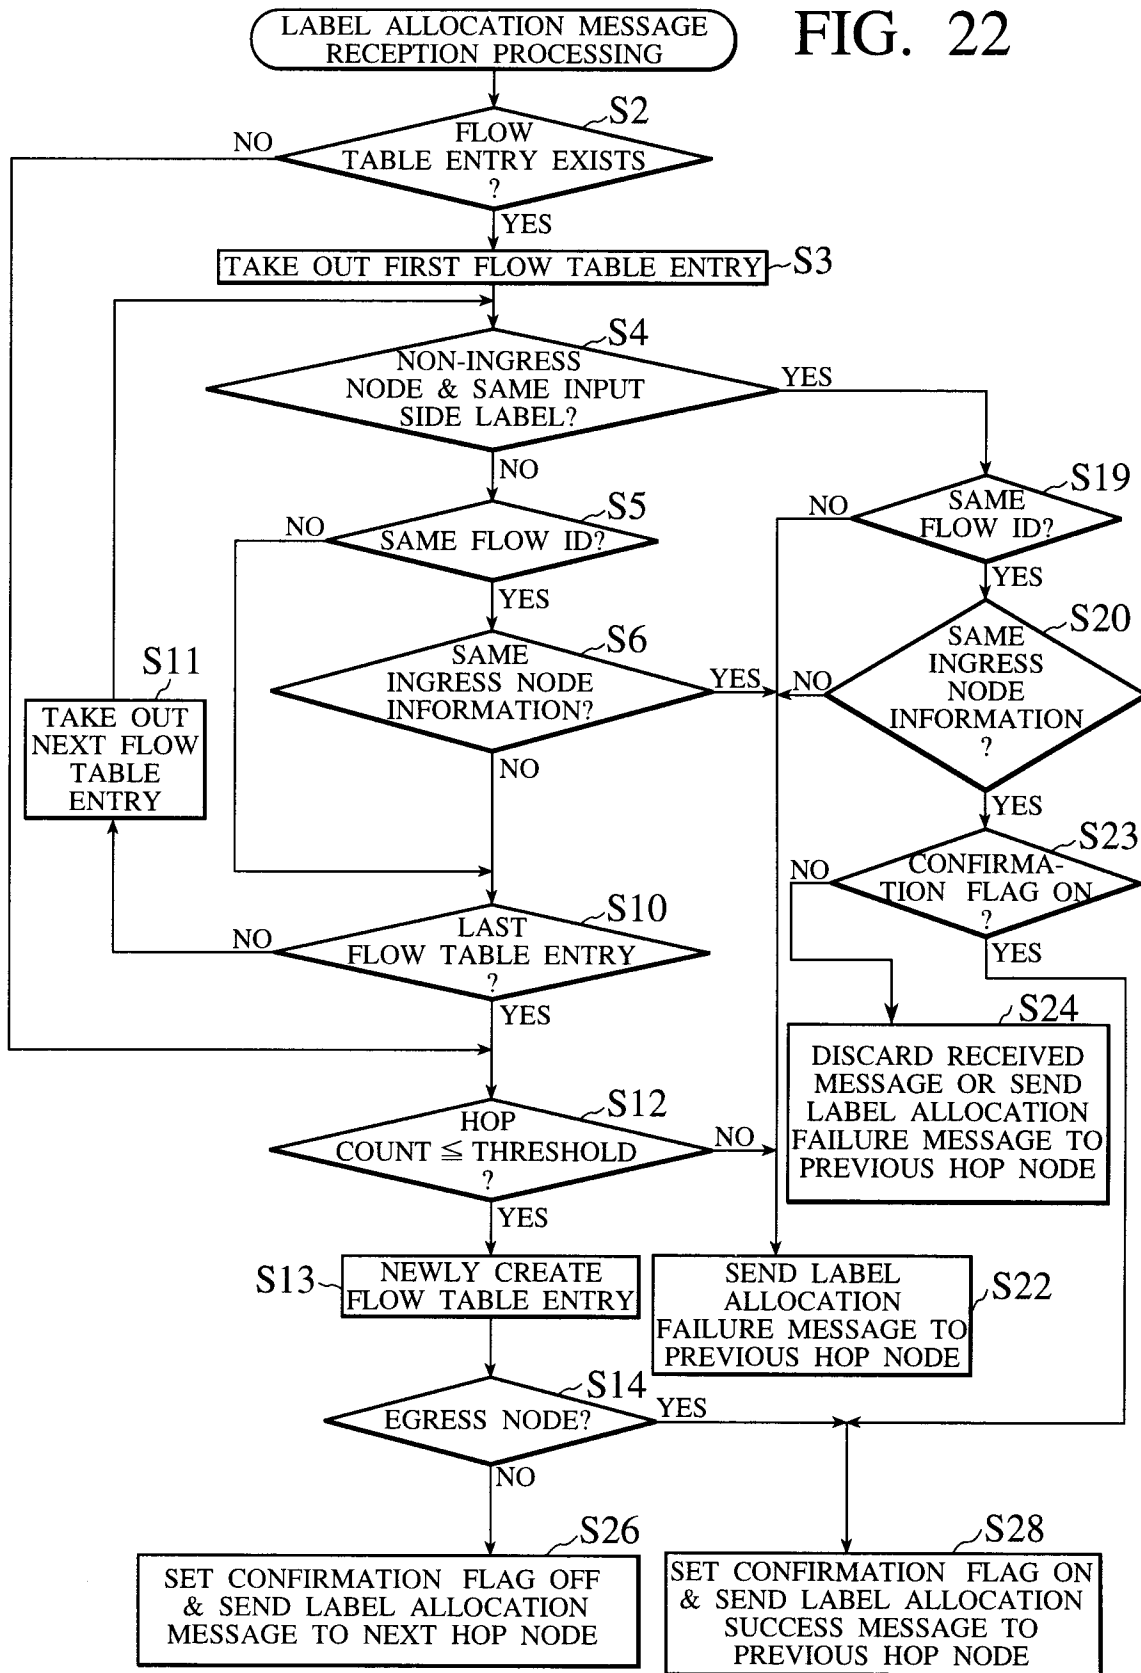 LABEL ALLOCATION MESSAGE
RECEPTION PROCESSING
FIG. 22
S2
NO
FLOW
TABLE ENTRY EXISTS
?
YES
TAKE OUT FIRST FLOW TABLE ENTRY
S3
S4
NON-INGRESS
NODE & SAME INPUT
SIDE LABEL?
YES
NO
S19
NO
SAME
FLOW ID?
YES
S5
NO
SAME FLOW ID?
YES
S20
SAME
INGRESS
NODE
INFORMATION
?
NO
YES
S6
SAME
INGRESS NODE
INFORMATION?
YES
NO
S11
TAKE OUT
NEXT FLOW
TABLE
ENTRY
S23
NO
CONFIRMA-
TION FLAG ON
?
YES
S10
NO
LAST
FLOW TABLE ENTRY
?
YES
S24
DISCARD RECEIVED
MESSAGE OR SEND
LABEL ALLOCATION
FAILURE MESSAGE TO
PREVIOUS HOP NODE
S12
HOP
COUNT ≦ THRESHOLD
?
NO
YES
S13
NEWLY CREATE
FLOW TABLE ENTRY
SEND LABEL
ALLOCATION
FAILURE MESSAGE TO
PREVIOUS HOP NODE
S22
S14
EGRESS NODE?
YES
NO
S26
SET CONFIRMATION FLAG OFF
& SEND LABEL ALLOCATION
MESSAGE TO NEXT HOP NODE
S28
SET CONFIRMATION FLAG ON
& SEND LABEL ALLOCATION
SUCCESS MESSAGE TO
PREVIOUS HOP NODE